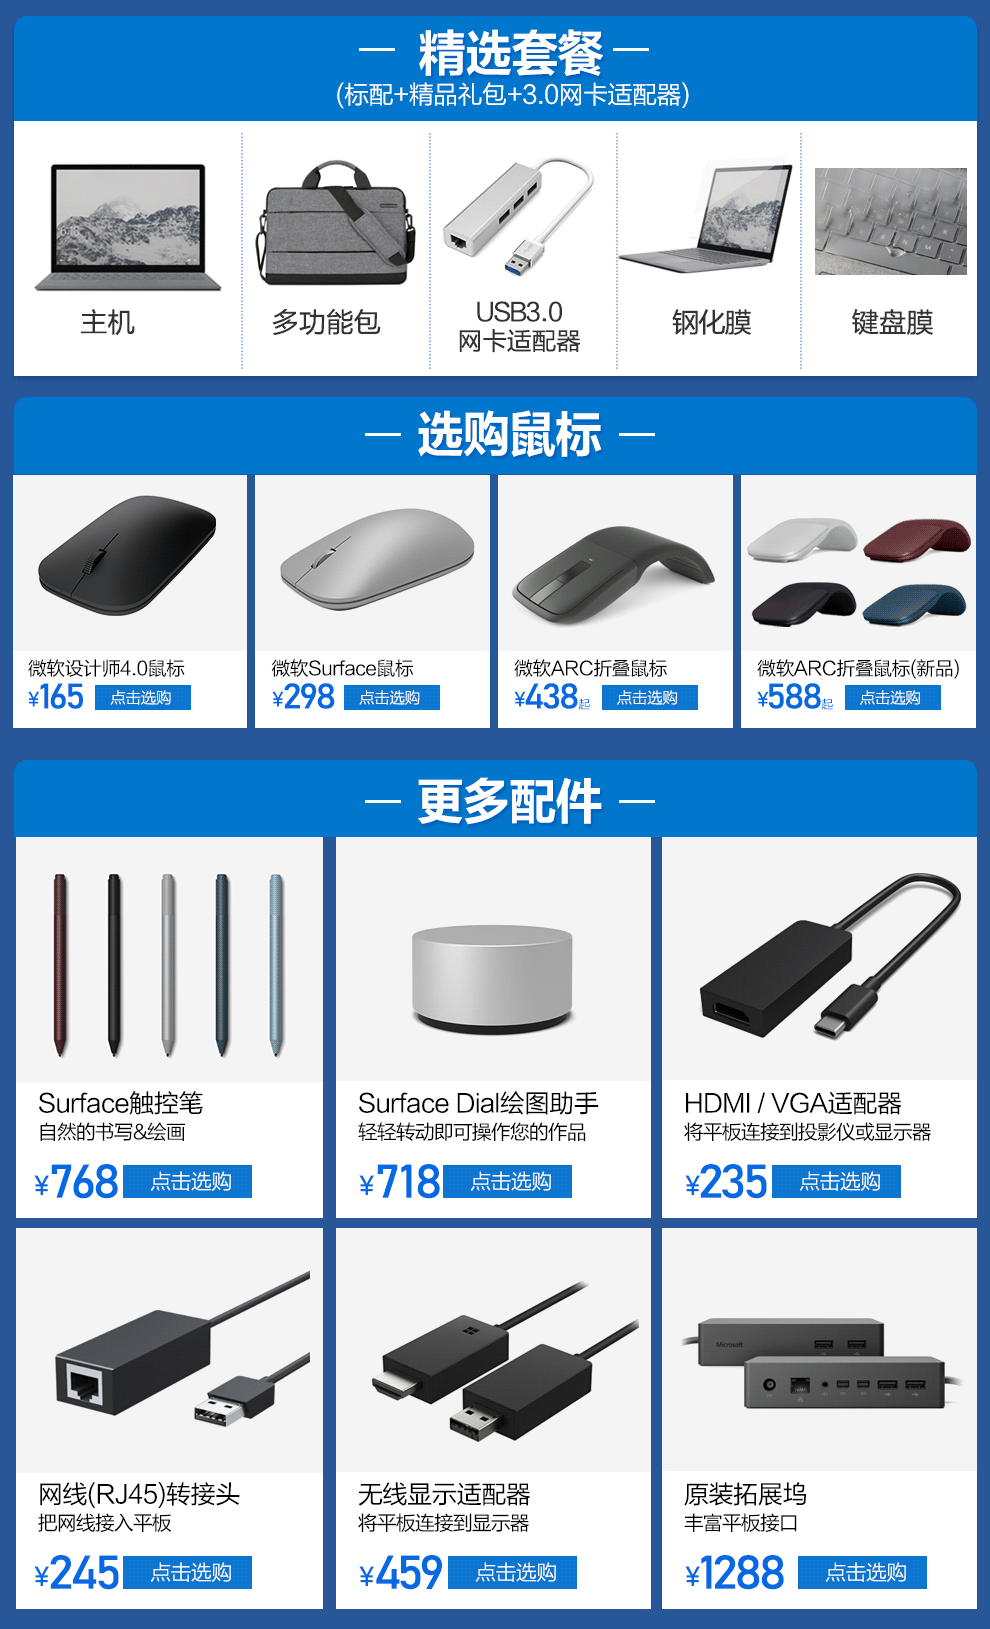 精选套餐
(标配+精品礼包+3.0网卡适配器)
主机
多功能包
USB3.0
网卡适配器
钢化膜
键盘膜
选购鼠标
微软设计师4.0鼠标
¥165 点击选购
微软Surface鼠标
¥298 点击选购
微软ARC折叠鼠标
¥438起 点击选购
微软ARC折叠鼠标(新品)
¥588起 点击选购
更多配件
Surface触控笔
自然的书写&绘画
¥768 点击选购
Surface Dial绘图助手
轻轻转动即可操作您的作品
¥718 点击选购
HDMI / VGA适配器
将平板连接到投影仪或显示器
¥235 点击选购
网线(RJ45)转接头
把网线接入平板
¥245 点击选购
无线显示适配器
将平板连接到显示器
¥459 点击选购
Microsoft
原装拓展坞
丰富平板接口
¥1288 点击选购